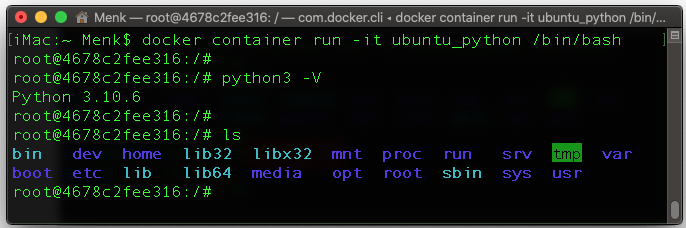 Menk — root@4678c2fee316: / — com.docker.cli ◂ docker container run -it ubuntu_python /bin/...
[iMac:~ Menk$ docker container run -it ubuntu_python /bin/bash ]
root@4678c2fee316:/#
root@4678c2fee316:/# python3 -V
Python 3.10.6
root@4678c2fee316:/#
root@4678c2fee316:/# ls
bin dev home lib32 libx32 mnt proc run srv tmp var
boot etc lib lib64 media opt root sbin sys usr
root@4678c2fee316:/#